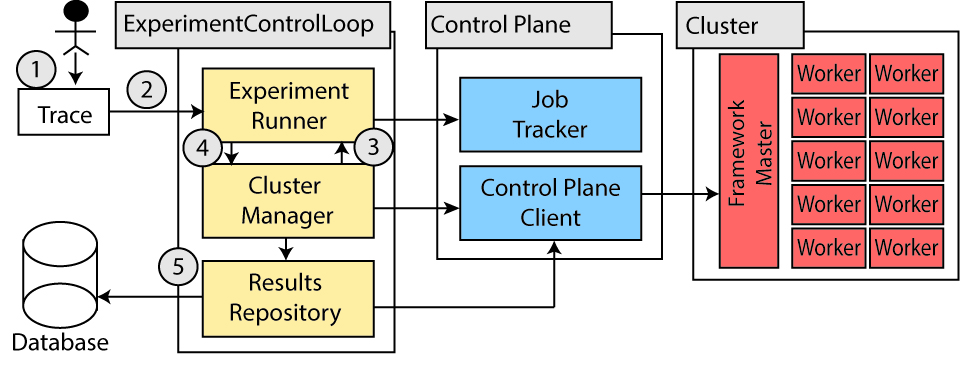 ExperimentControlLoop
Control Plane
Cluster
1
Trace
2
Experiment
Runner
4
3
Cluster
Manager
5
Results
Repository
Database
Job
Tracker
Control Plane
Client
Framework
Master
Worker Worker
Worker Worker
Worker Worker
Worker Worker
Worker Worker